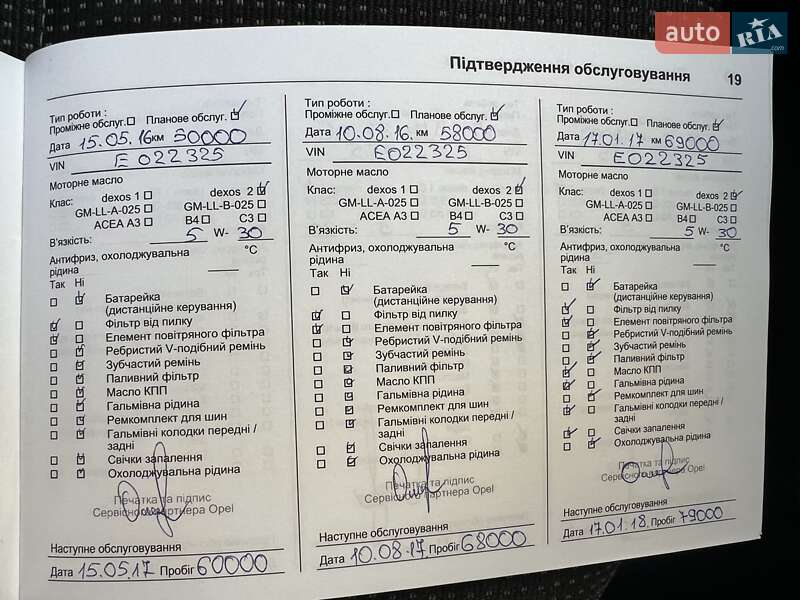 auto RIA.com
Підтвердження обслуговування 19
Тип роботи :
Проміжне обслуг. Планове обслуг.
Дата 15.05.16 км 50000
VIN E022325
Моторне масло
Клас: dexos 1 dexos 2
GM-LL-A-025 GM-LL-B-025
ACEA A3 B4 C3
В'язкість: 5 W- 30
Антифриз, охолоджувальна °C
рідина
Так Ні
Батарейка
(дистанційне керування)
Фільтр від пилку
Елемент повітряного фільтра
Ребристий V-подібний ремінь
Зубчастий ремінь
Паливний фільтр
Масло КПП
Гальмівна рідина
Ремкомплект для шин
Гальмівні колодки передні /
задні
Свічки запалення
Охолоджувальна рідина
Печатка та підпис
Сервісного партнера Opel
Наступне обслуговування
Дата 15.05.17 Пробіг 60000
Тип роботи :
Проміжне обслуг. Планове обслуг.
Дата 10.08.16 км 58000
VIN E022325
Моторне масло
Клас: dexos 1 dexos 2
GM-LL-A-025 GM-LL-B-025
ACEA A3 B4 C3
В'язкість: 5 W- 30
Антифриз, охолоджувальна °C
рідина
Так Ні
Батарейка
(дистанційне керування)
Фільтр від пилку
Елемент повітряного фільтра
Ребристий V-подібний ремінь
Зубчастий ремінь
Паливний фільтр
Масло КПП
Гальмівна рідина
Ремкомплект для шин
Гальмівні колодки передні /
задні
Свічки запалення
Охолоджувальна рідина
Печатка та підпис
Сервісного партнера Opel
Наступне обслуговування
Дата 10.08.17 Пробіг 68000
Тип роботи :
Проміжне обслуг. Планове обслуг.
Дата 17.01.17 км 69000
VIN E022325
Моторне масло
Клас: dexos 1 dexos 2
GM-LL-A-025 GM-LL-B-025
ACEA A3 B4 C3
В'язкість: 5 W- 30
Антифриз, охолоджувальна °C
рідина
Так Ні
Батарейка
(дистанційне керування)
Фільтр від пилку
Елемент повітряного фільтра
Ребристий V-подібний ремінь
Зубчастий ремінь
Паливний фільтр
Масло КПП
Гальмівна рідина
Ремкомплект для шин
Гальмівні колодки передні /
задні
Свічки запалення
Охолоджувальна рідина
Печатка та підпис
Сервісного партнера Opel
Наступне обслуговування
Дата 17.01.18. Пробіг 79000